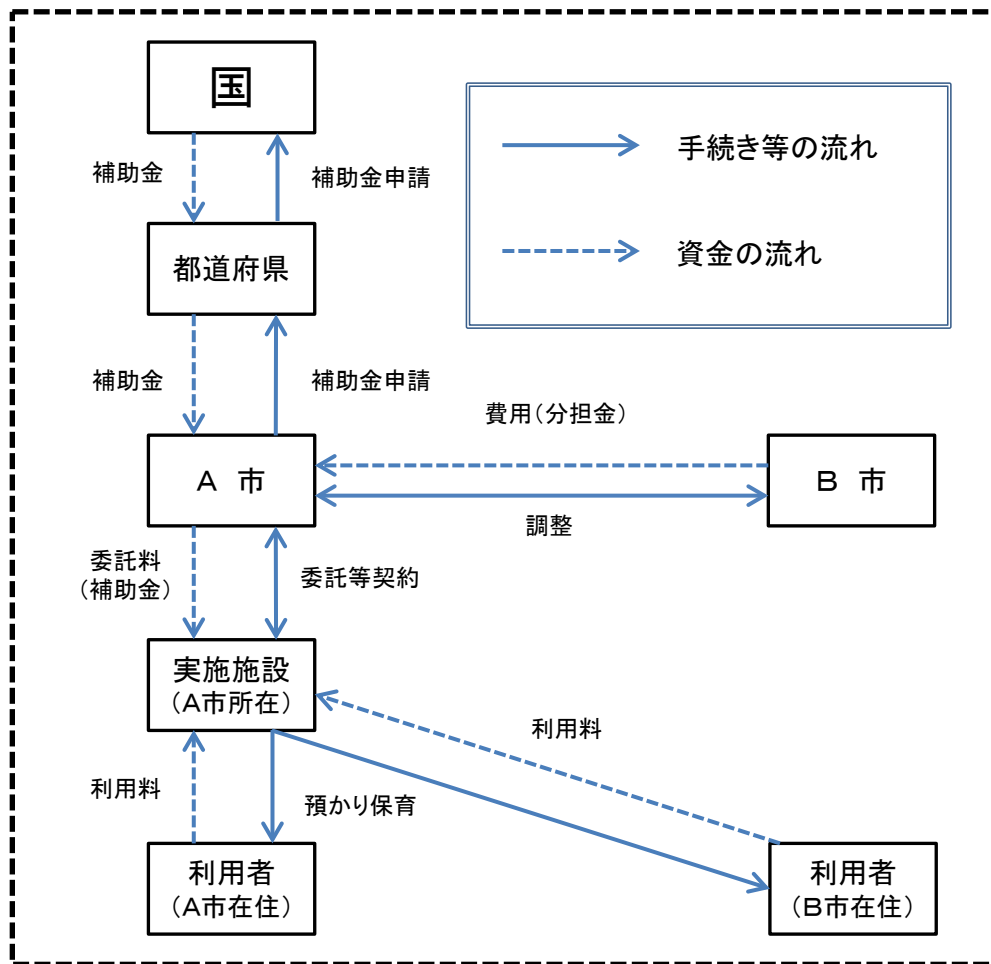 国
手続き等の流れ
補助金
補助金申請
資金の流れ
都道府県
補助金
補助金申請
費用(分担金)
A 市
B 市
調整
委託料
(補助金)
委託等契約
実施施設
(A市所在)
利用料
利用料
預かり保育
利用者
(A市在住)
利用者
(B市在住)